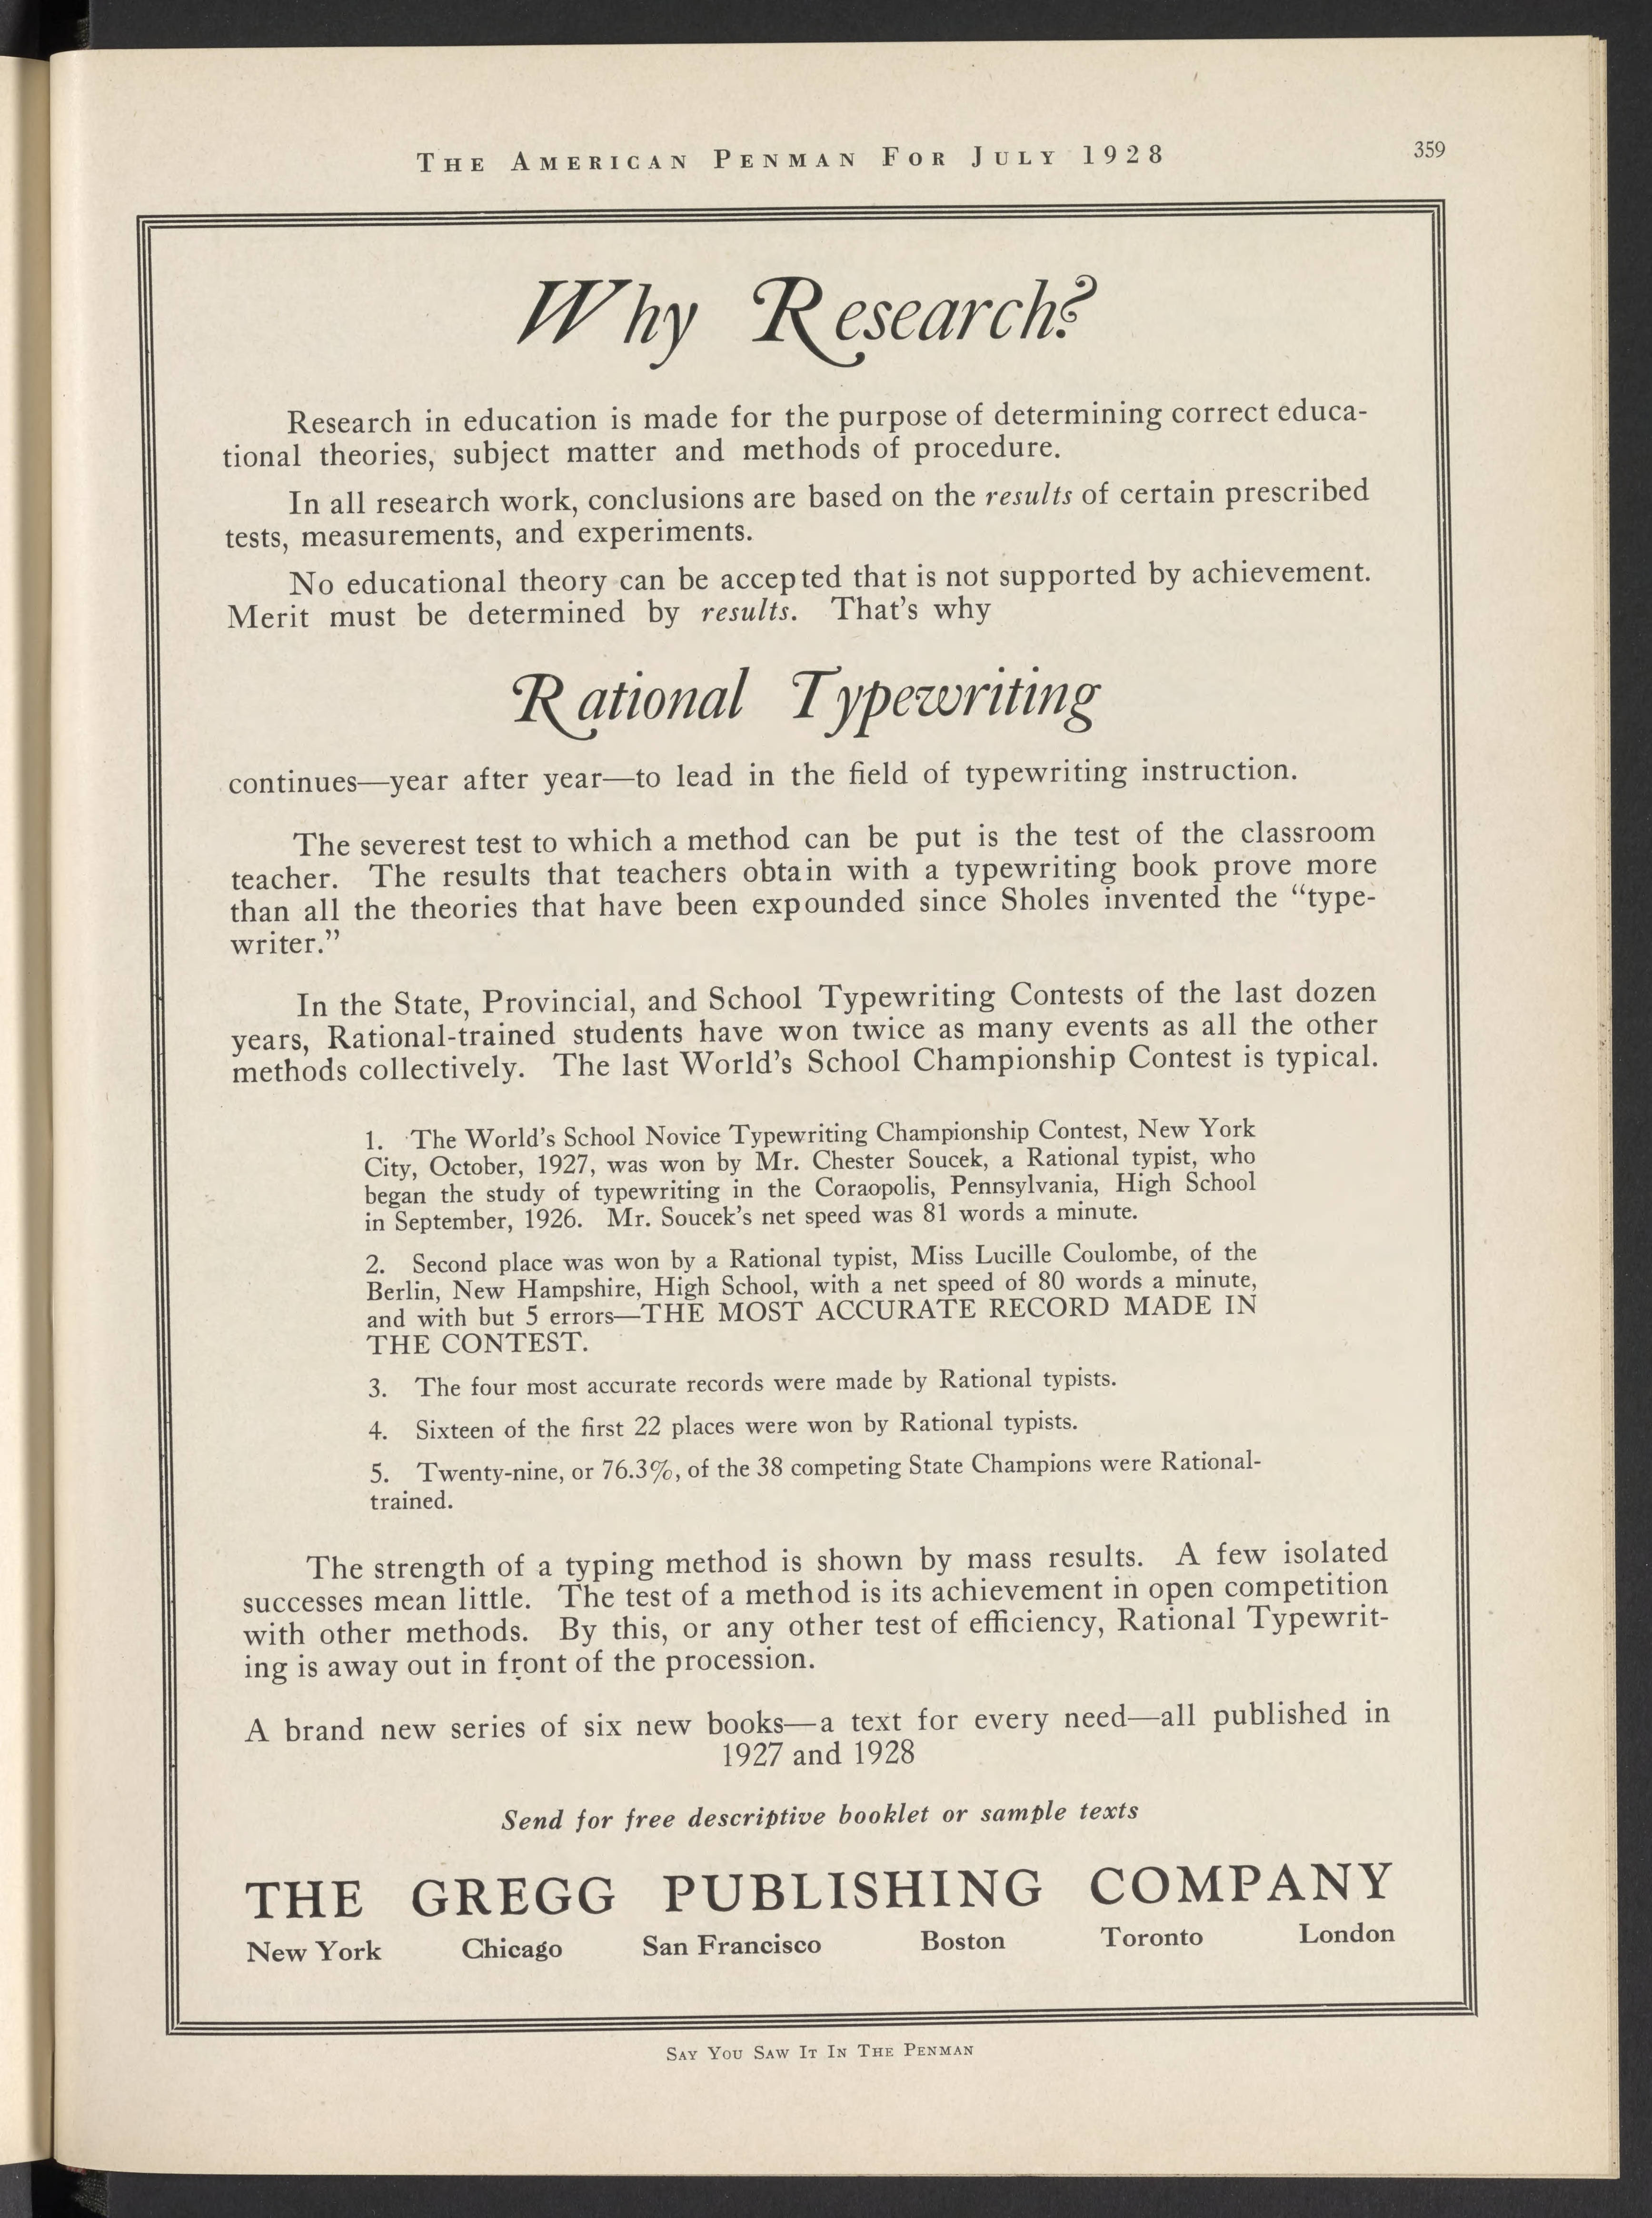 THE AMERICAN PENMAN FOR JULY 1928
359
Why Research?
Research in education is made for the purpose of determining correct educa-
tional theories, subject matter and methods of procedure.
In all research work, conclusions are based on the results of certain prescribed
tests, measurements, and experiments.
No educational theory can be accepted that is not supported by achievement.
Merit must be determined by results. That's why
Rational Typewriting
continues—year after year—to lead in the field of typewriting instruction.
The severest test to which a method can be put is the test of the classroom
teacher. The results that teachers obtain with a typewriting book prove more
than all the theories that have been expounded since Sholes invented the “type-
writer.”
In the State, Provincial, and School Typewriting Contests of the last dozen
years, Rational-trained students have won twice as many events as all the other
methods collectively. The last World's School Championship Contest is typical.
1. The World's School Novice Typewriting Championship Contest, New York
City, October, 1927, was won by Mr. Chester Soucek, a Rational typist, who
began the study of typewriting in the Coraopolis, Pennsylvania, High School
in September, 1926. Mr. Soucek's net speed was 81 words a minute.
2. Second place was won by a Rational typist, Miss Lucille Coulombe, of the
Berlin, New Hampshire, High School, with a net speed of 80 words a minute,
and with but 5 errors—THE MOST ACCURATE RECORD MADE IN
THE CONTEST.
3. The four most accurate records were made by Rational typists.
4. Sixteen of the first 22 places were won by Rational typists.
5. Twenty-nine, or 76.3%, of the 38 competing State Champions were Rational-
trained.
The strength of a typing method is shown by mass results. A few isolated
successes mean little. The test of a method is its achievement in open competition
with other methods. By this, or any other test of efficiency, Rational Typewrit-
ing is away out in front of the procession.
A brand new series of six new books—a text for every need—all published in
1927 and 1928
Send for free descriptive booklet or sample texts
THE GREGG PUBLISHING COMPANY
New York Chicago San Francisco Boston Toronto London
SAY YOU SAW IT IN THE PENMAN